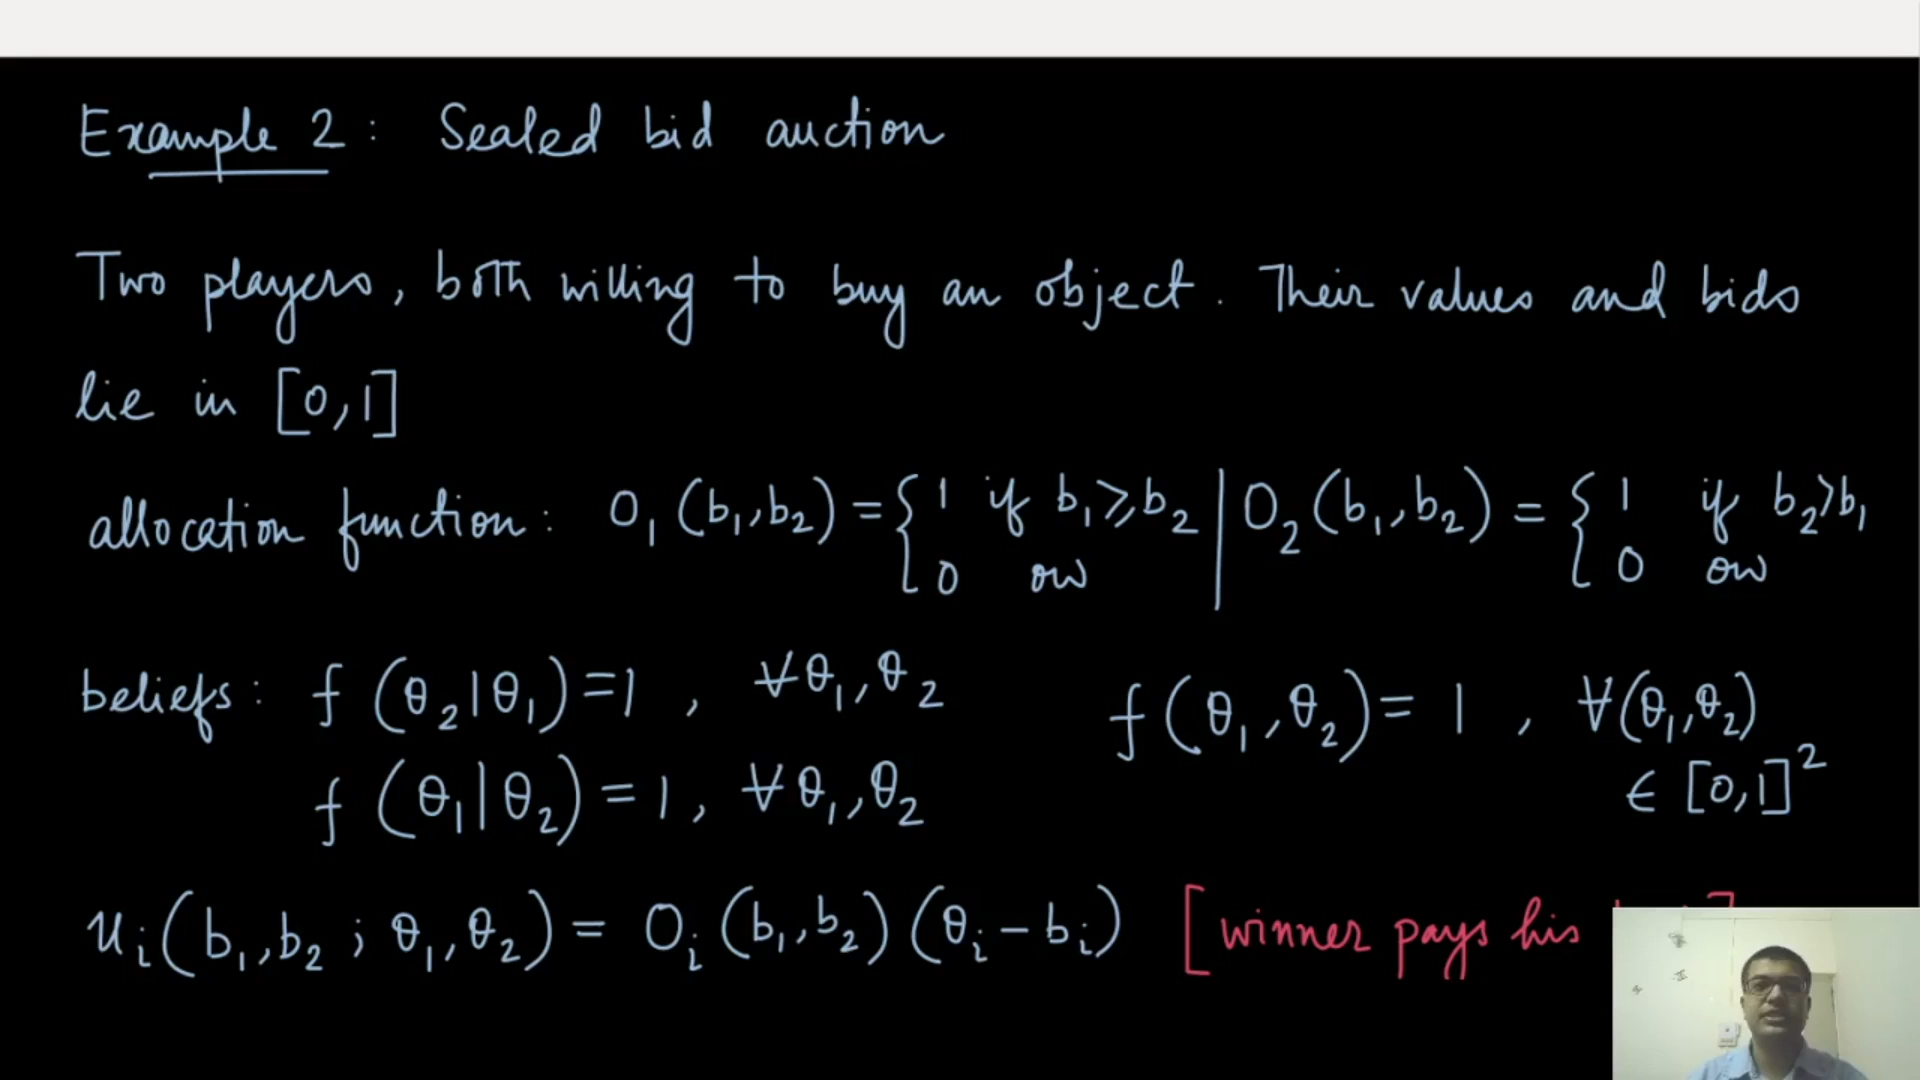 Example 2 : Sealed bid auction
Two players, both willing to buy an object. Their values and bids
lie in [0,1]
allocation function: O₁ (b₁,b₂) = { 1 if b₁ ⩾ b₂ | O₂ (b₁,b₂) = { 1 if b₂>b₁
0 ow 0 ow
beliefs: f (θ₂|θ₁) = 1 , ∀θ₁,θ₂ f (θ₁,θ₂) = 1 , ∀(θ₁,θ₂)
f (θ₁|θ₂) = 1 , ∀θ₁,θ₂ ∈ [0,1]²
uᵢ(b₁,b₂ ; θ₁,θ₂) = Oᵢ (b₁,b₂) (θᵢ – bᵢ) [winner pays his ]